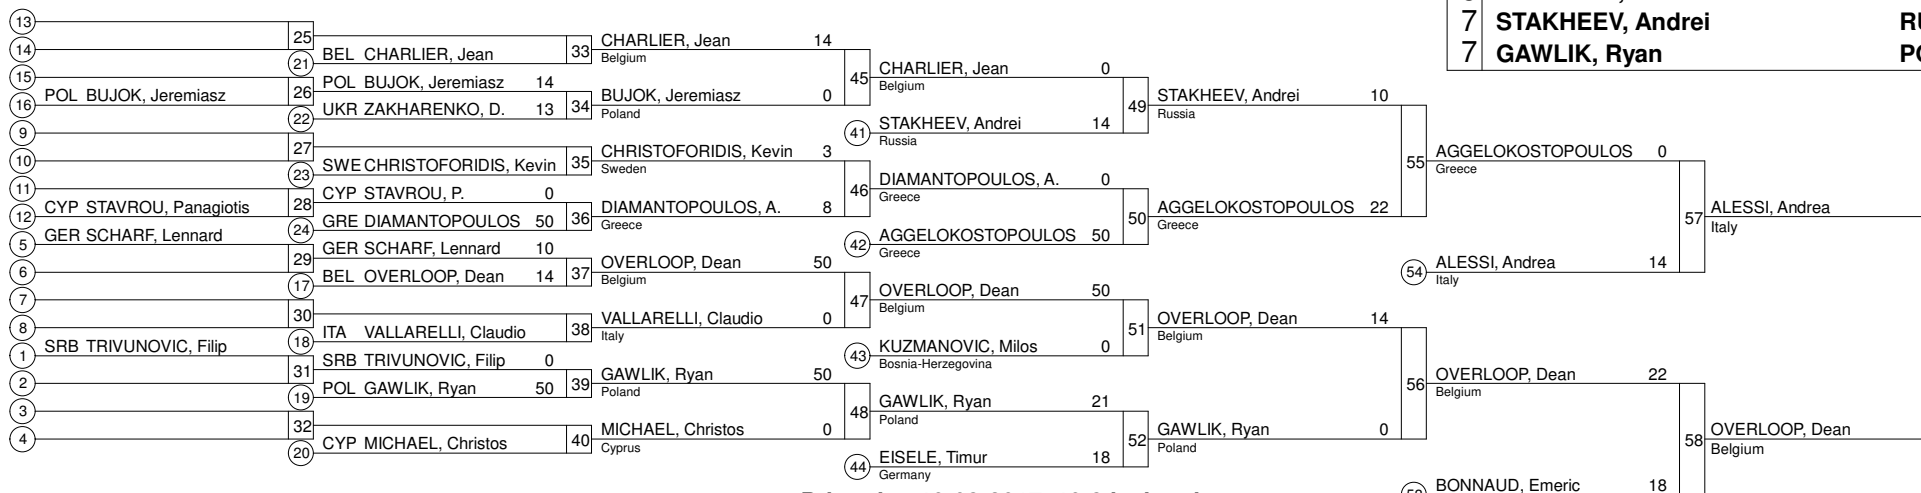 13
14
15
16 POL BUJOK, Jeremiasz
9
10
11
12 CYP STAVROU, Panagiotis
5 GER SCHARF, Lennard
6
7
8
1 SRB TRIVUNOVIC, Filip
2
3
4
25
21 BEL CHARLIER, Jean
26 POL BUJOK, Jeremiasz 14
22 UKR ZAKHARENKO, D. 13
27
23 SWE CHRISTOFORIDIS, Kevin
28 CYP STAVROU, P. 0
24 GRE DIAMANTOPOULOS 50
29 GER SCHARF, Lennard 10
17 BEL OVERLOOP, Dean 14
30
18 ITA VALLARELLI, Claudio
31 SRB TRIVUNOVIC, Filip 0
19 POL GAWLIK, Ryan 50
32
20 CYP MICHAEL, Christos
33 CHARLIER, Jean 14
Belgium
34 BUJOK, Jeremiasz 0
Poland
35 CHRISTOFORIDIS, Kevin 3
Sweden
36 DIAMANTOPOULOS, A. 8
Greece
37 OVERLOOP, Dean 50
Belgium
38 VALLARELLI, Claudio 0
Italy
39 GAWLIK, Ryan 50
Poland
40 MICHAEL, Christos 0
Cyprus
45 CHARLIER, Jean 0
Belgium
41 STAKHEEV, Andrei 14
Russia
46 DIAMANTOPOULOS, A. 0
Greece
42 AGGELOKOSTOPOULOS 50
Greece
47 OVERLOOP, Dean 50
Belgium
43 KUZMANOVIC, Milos 0
Bosnia-Herzegovina
48 GAWLIK, Ryan 21
Poland
44 EISELE, Timur 18
Germany
49 STAKHEEV, Andrei 10
Russia
50 AGGELOKOSTOPOULOS 22
Greece
51 OVERLOOP, Dean 14
Belgium
52 GAWLIK, Ryan 0
Poland
55 AGGELOKOSTOPOULOS 0
Greece
54 ALESSI, Andrea 14
Italy
56 OVERLOOP, Dean 22
Belgium
BONNAUD, Emeric 18
57 ALESSI, Andrea
Italy
58 OVERLOOP, Dean
Belgium
7 STAKHEEV, Andrei RU
7 GAWLIK, Ryan PO